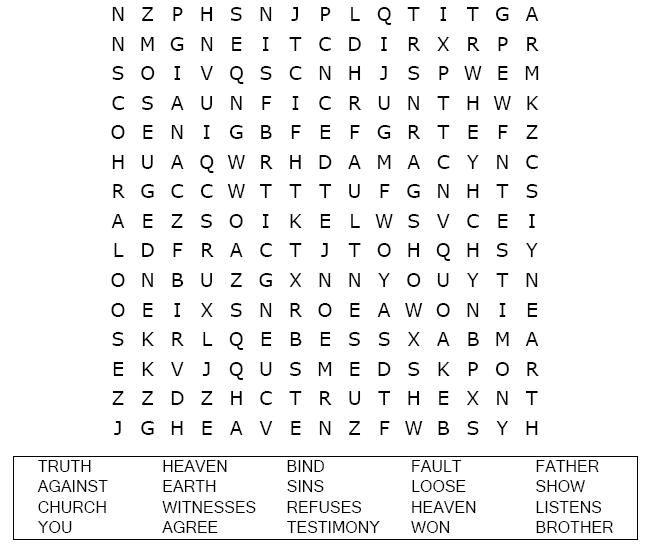 N Z P H S N J P L Q T I T G A
N M G N E I T C D I R X R P R
S O I V Q S C N H J S P W E M
C S A U N F I C R U N T H W K
O E N I G B F E F G R T E F Z
H U A Q W R H D A M A C Y N C
R G C C W T T T U F G N H T S
A E Z S O I K E L W S V C E I
L D F R A C T J T O H Q H S Y
O N B U Z G X N N Y O U Y T N
O E I X S N R O E A W O N I E
S K R L Q E B E S S X A B M A
E K V J Q U S M E D S K P O R
Z Z D Z H C T R U T H E X N T
J G H E A V E N Z F W B S Y H
TRUTH HEAVEN BIND FAULT FATHER
AGAINST EARTH SINS LOOSE SHOW
CHURCH WITNESSES REFUSES HEAVEN LISTENS
YOU AGREE TESTIMONY WON BROTHER